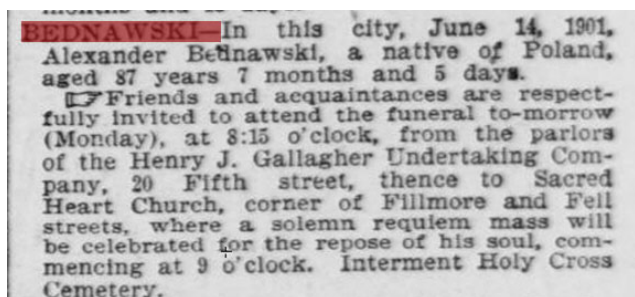 BEDNAWSKI—In this city, June 14, 1901,
Alexander Bednawski, a native of Poland,
aged 87 years 7 months and 5 days.
☞Friends and acquaintances are respect-
fully invited to attend the funeral to-morrow
(Monday), at 8:15 o'clock, from the parlors
of the Henry J. Gallagher Undertaking Com-
pany, 20 Fifth street, thence to Sacred
Heart Church, corner of Fillmore and Fell
streets, where a solemn requiem mass will
be celebrated for the repose of his soul, com-
mencing at 9 o'clock. Interment Holy Cross
Cemetery.